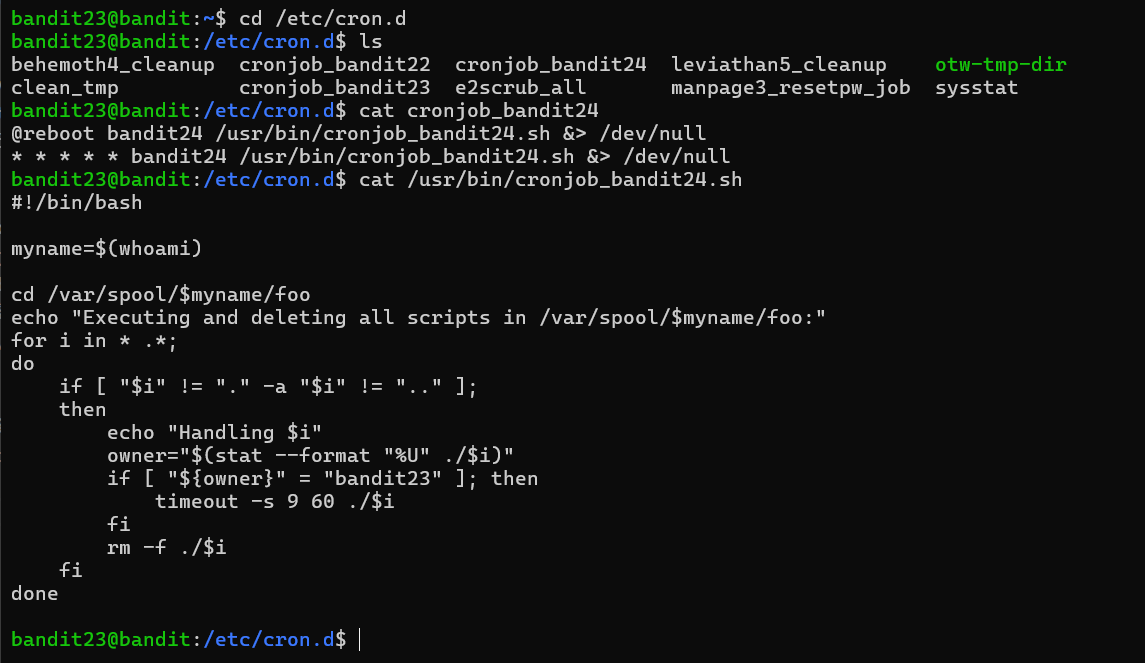 bandit23@bandit:~$ cd /etc/cron.d
bandit23@bandit:/etc/cron.d$ ls
behemoth4_cleanup  cronjob_bandit22  cronjob_bandit24  leviathan5_cleanup    otw-tmp-dir
clean_tmp          cronjob_bandit23  e2scrub_all       manpage3_resetpw_job  sysstat
bandit23@bandit:/etc/cron.d$ cat cronjob_bandit24
@reboot bandit24 /usr/bin/cronjob_bandit24.sh &> /dev/null
* * * * * bandit24 /usr/bin/cronjob_bandit24.sh &> /dev/null
bandit23@bandit:/etc/cron.d$ cat /usr/bin/cronjob_bandit24.sh
#!/bin/bash

myname=$(whoami)

cd /var/spool/$myname/foo
echo "Executing and deleting all scripts in /var/spool/$myname/foo:"
for i in * .*;
do
    if [ "$i" != "." -a "$i" != ".." ];
    then
        echo "Handling $i"
        owner="$(stat --format "%U" ./$i)"
        if [ "${owner}" = "bandit23" ]; then
            timeout -s 9 60 ./$i
        fi
        rm -f ./$i
    fi
done

bandit23@bandit:/etc/cron.d$